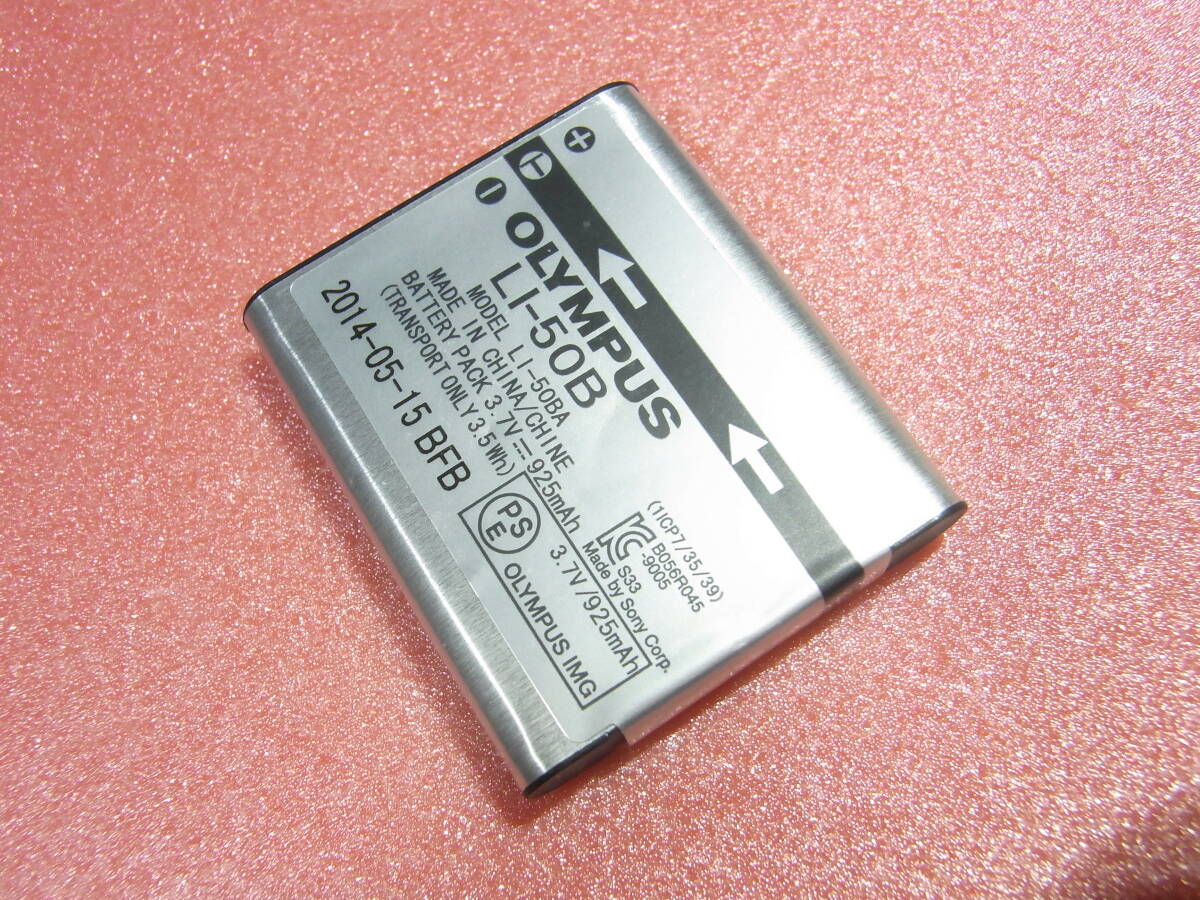 +
T
−
OLYMPUS
LI-50B
MODEL LI-50BA
MADE IN CHINA/CHINE
BATTERY PACK 3.7V⎓925mAh
(TRANSPORT ONLY 3.5Wh)
2014-05-15 BFB
(1ICP7/35/39)
B056R045
-9005
S33
Made by Sony Corp.
PS
E
3.7V/925mAh
OLYMPUS IMG